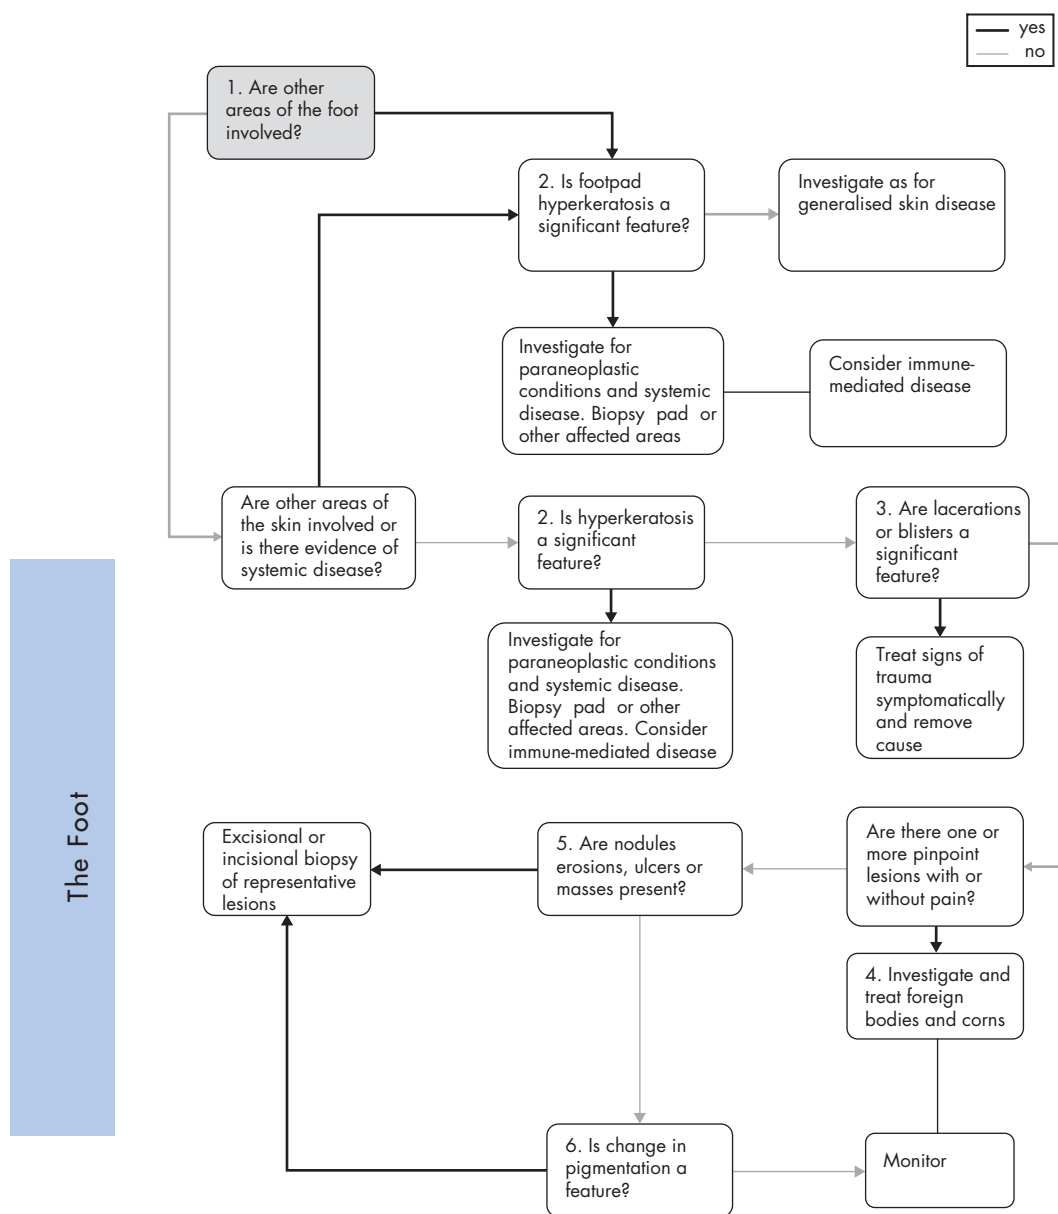 yes
no
1. Are other
areas of the foot
involved?
2. Is footpad
hyperkeratosis a
significant feature?
Investigate as for
generalised skin disease
Investigate for
paraneoplastic
conditions and systemic
disease. Biopsy pad or
other affected areas
Consider immune-
mediated disease
Are other areas of
the skin involved or
is there evidence of
systemic disease?
2. Is hyperkeratosis
a significant
feature?
3. Are lacerations
or blisters a
significant
feature?
Investigate for
paraneoplastic conditions
and systemic disease.
Biopsy pad or other
affected areas. Consider
immune-mediated disease
Treat signs of
trauma
symptomatically
and remove
cause
The Foot
Excisional or
incisional biopsy
of representative
lesions
5. Are nodules
erosions, ulcers or
masses present?
Are there one or
more pinpoint
lesions with or
without pain?
4. Investigate and
treat foreign
bodies and corns
6. Is change in
pigmentation a
feature?
Monitor